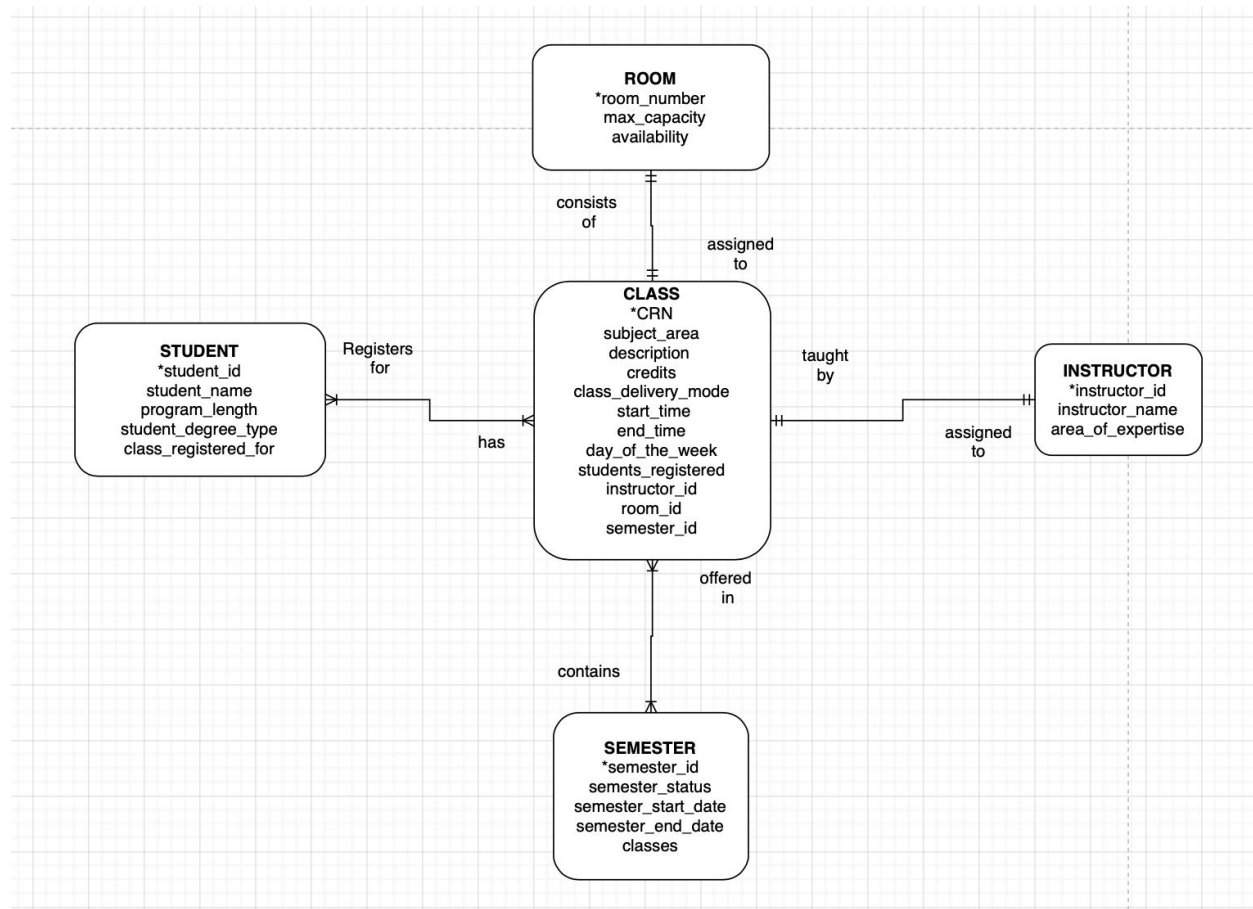 ROOM
*room_number
max_capacity
availability
consists
of
assigned
to
CLASS
*CRN
subject_area
description
credits
class_delivery_mode
start_time
end_time
day_of_the_week
students_registered
instructor_id
room_id
semester_id
STUDENT
*student_id
student_name
program_length
student_degree_type
class_registered_for
Registers
for
has
taught
by
assigned
to
INSTRUCTOR
*instructor_id
instructor_name
area_of_expertise
offered
in
contains
SEMESTER
*semester_id
semester_status
semester_start_date
semester_end_date
classes